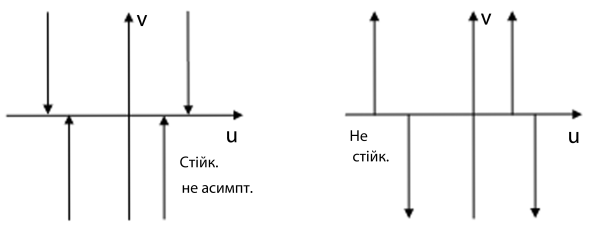 v
u
Стійк.
не асимпт.
v
u
Не
стійк.